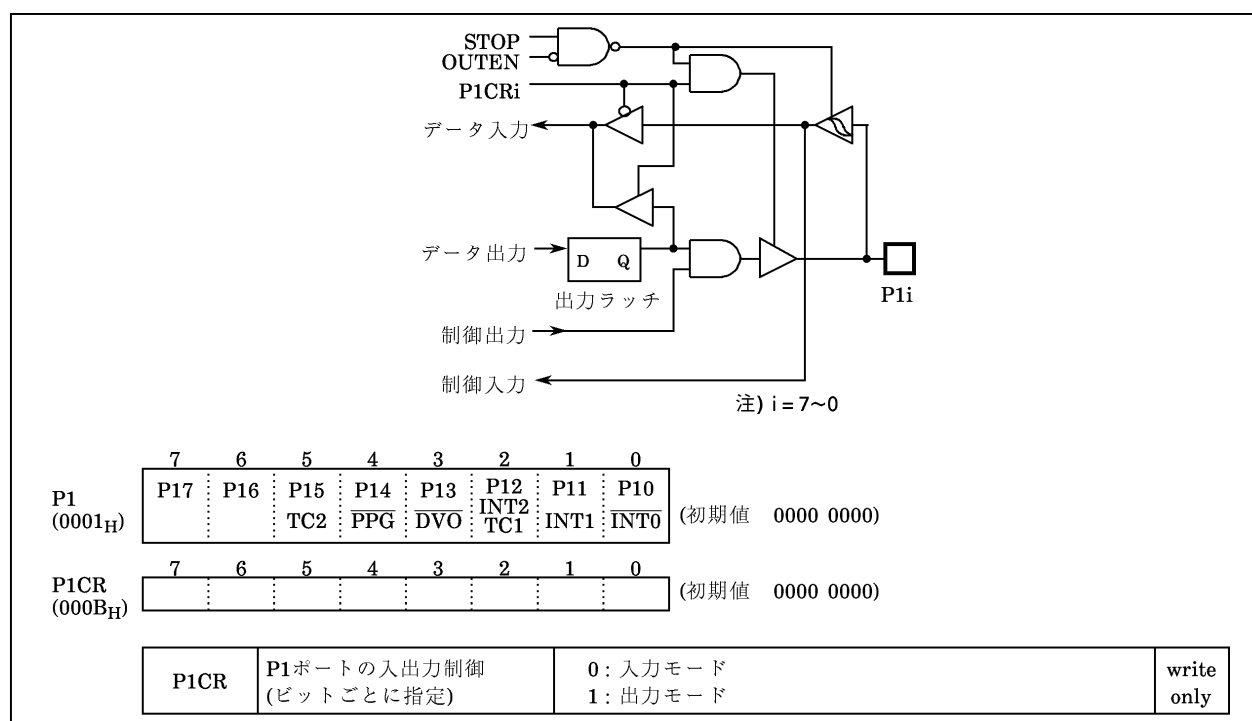 STOP
OUTEN
P1CRi
データ入力
データ出力
D Q
出力ラッチ
P1i
制御出力
制御入力
注) i = 7~0
7 6 5 4 3 2 1 0
P1
(0001H)
P17 P16 P15 P14 P13 P12 P11 P10
TC2 PPG DVO INT2 TC1 INT1 INT0
(初期値 0000 0000)
7 6 5 4 3 2 1 0
P1CR
(000BH)
(初期値 0000 0000)
P1CR
P1ポートの入出力制御
(ビットごとに指定)
0 : 入力モード
1 : 出力モード
write
only